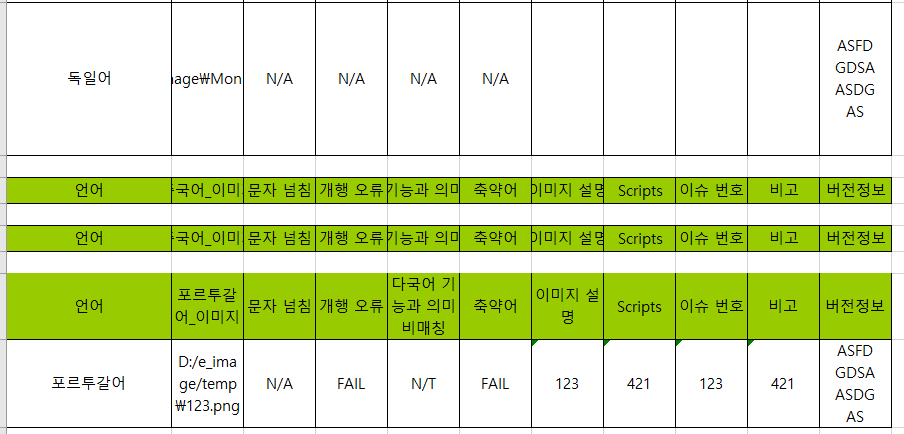 독일어 nage\Mon N/A N/A N/A N/A ASFD
GDSA
ASDG
AS
언어 국어_이미 문자 넘침 개행 오류 기능과 의미 축약어 이미지 설명 Scripts 이슈 번호 비고 버전정보
언어 국어_이미 문자 넘침 개행 오류 기능과 의미 축약어 이미지 설명 Scripts 이슈 번호 비고 버전정보
언어 포르투갈
어_이미지 문자 넘침 개행 오류 다국어 기
능과 의미
비매칭 축약어 이미지 설
명 Scripts 이슈 번호 비고 버전정보
포르투갈어 D:/e_ima
ge/temp
\123.png N/A FAIL N/T FAIL 123 421 123 421 ASFD
GDSA
ASDG
AS